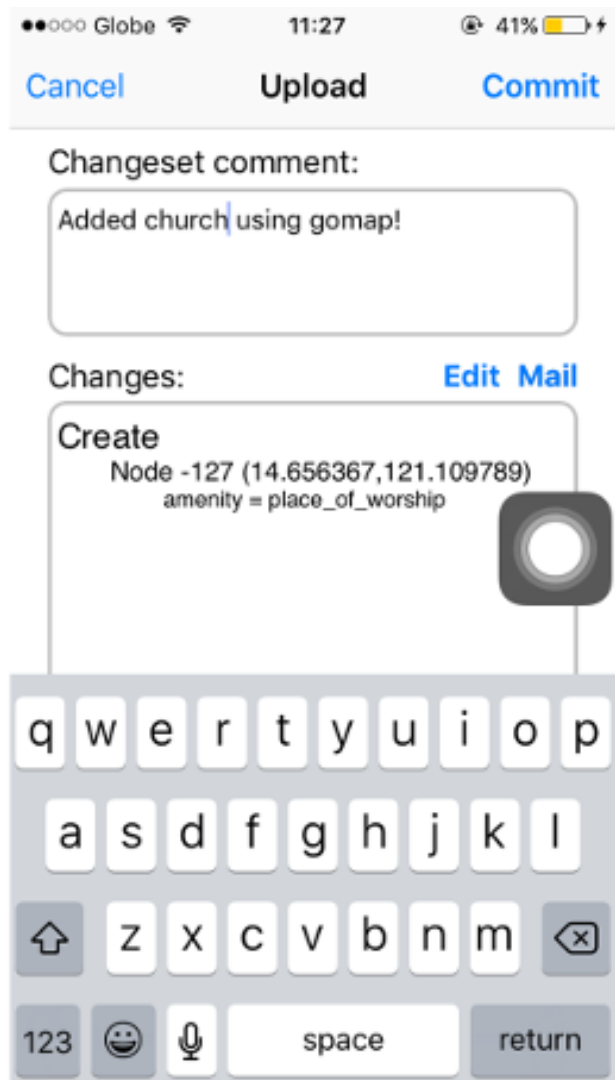 Globe 11:27 41%
Cancel Upload Commit
Changeset comment:
Added church using gomap!
Changes: Edit Mail
Create
Node -127 (14.656367,121.109789)
amenity = place_of_worship
q w e r t y u i o p
a s d f g h j k l
z x c v b n m
123 space return